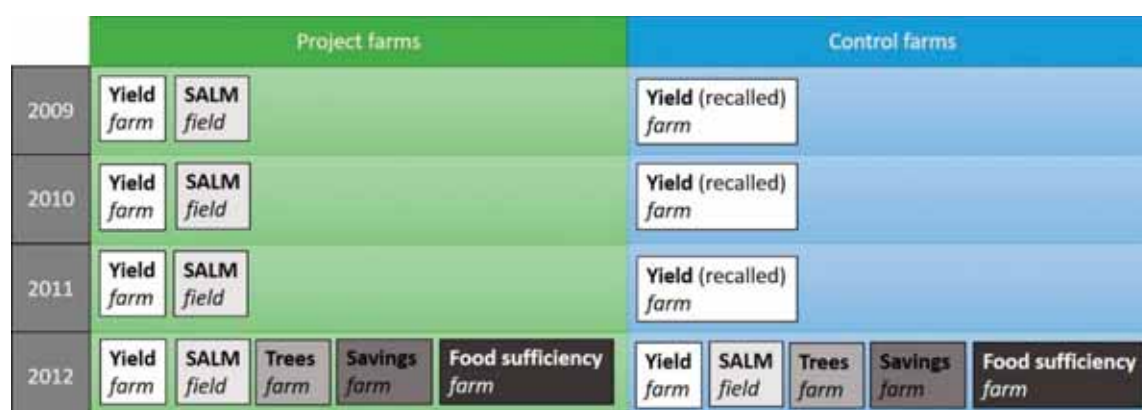 Project farms Control farms
2009
Yield SALM Yield (recalled)
farm field farm
2010
Yield SALM Yield (recalled)
farm field farm
2011
Yield SALM Yield (recalled)
farm field farm
2012
Yield SALM Trees Savings Food sufficiency Yield SALM Trees Savings Food sufficiency
farm field farm farm farm farm field farm farm farm